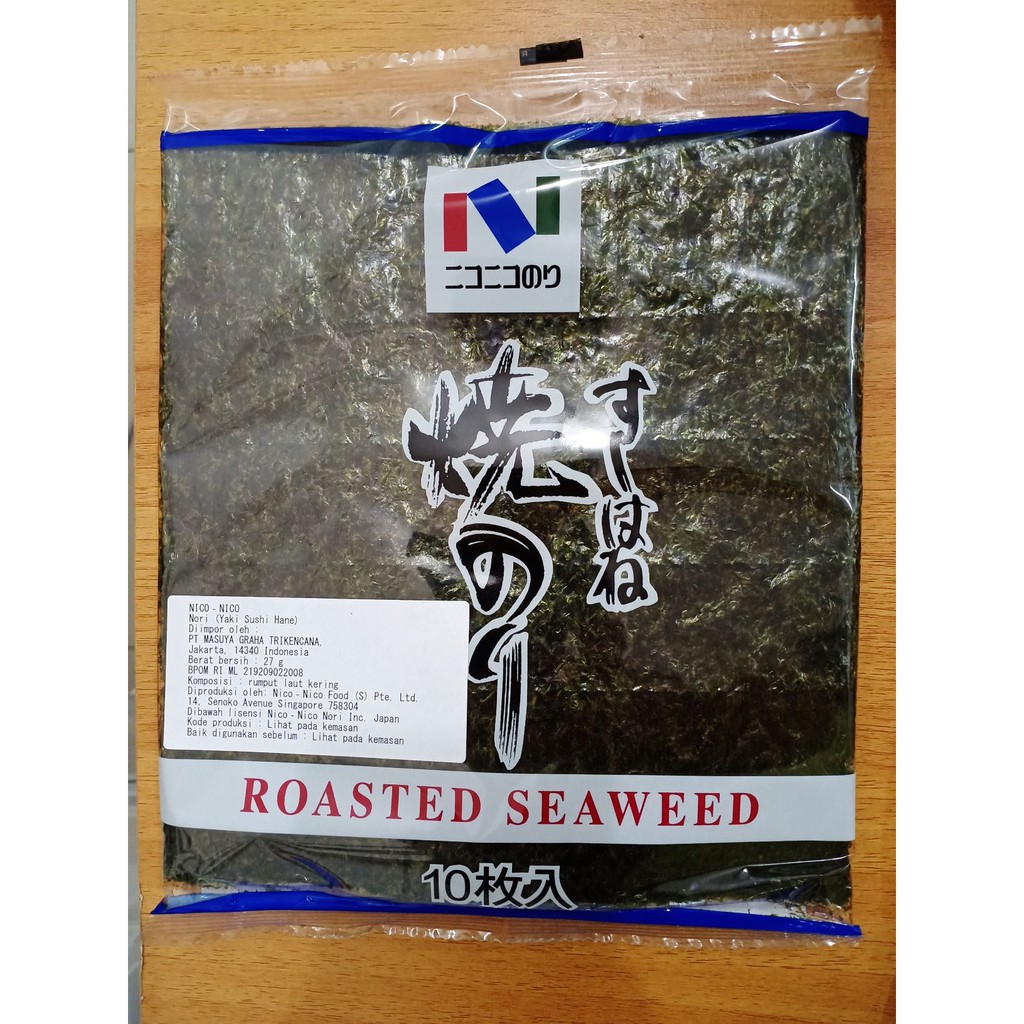 ニコニコのり
すしはね
焼のり
NICO - NICO
Nori (Yaki Sushi Hane)
Diimpor oleh :
PT MASUYA GRAHA TRIKENCANA,
Jakarta, 14340 Indonesia
Berat bersih : 27 g
BPOM RI ML 219209022008
Komposisi : rumput laut kering
Diproduksi oleh: Nico - Nico Food (S) Pte. Ltd.
14, Senoko Avenue Singapore 758304
Dibawah lisensi Nico - Nico Nori Inc. Japan
Kode produksi : Lihat pada kemasan
Baik digunakan sebelum : Lihat pada kemasan
ROASTED SEAWEED
10枚入